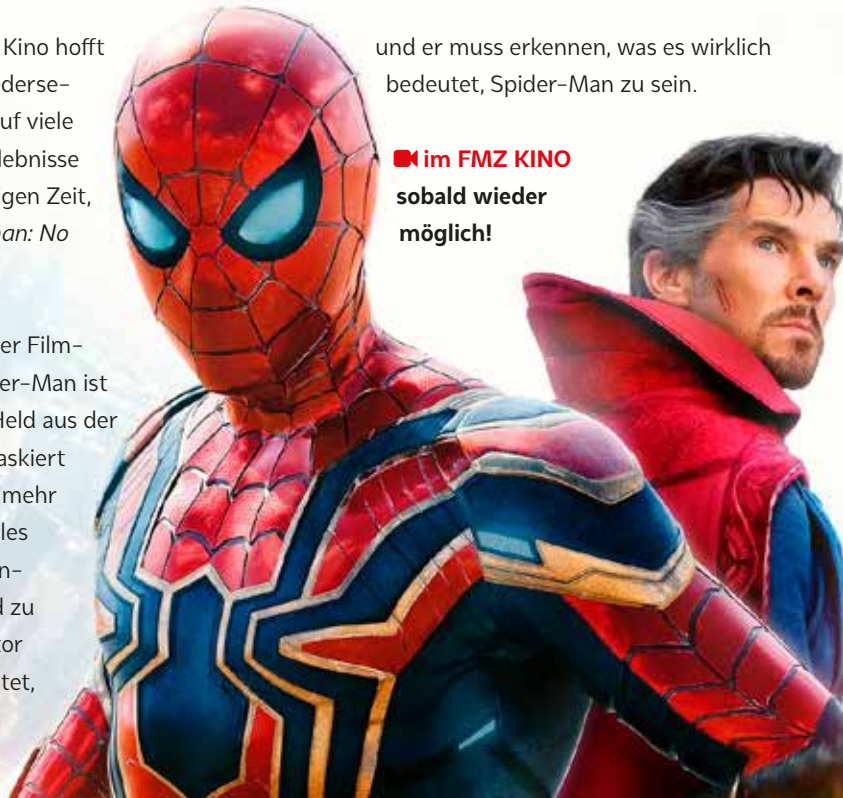 Kino hofft
derse-
uf viele
lebnisse
igen Zeit,
an: No
er Film-
er-Man ist
Held aus der
askiert
mehr
les
n-
d zu
tor
tet,
und er muss erkennen, was es wirklich
bedeutet, Spider-Man zu sein.
im FMZ KINO
sobald wieder
möglich!